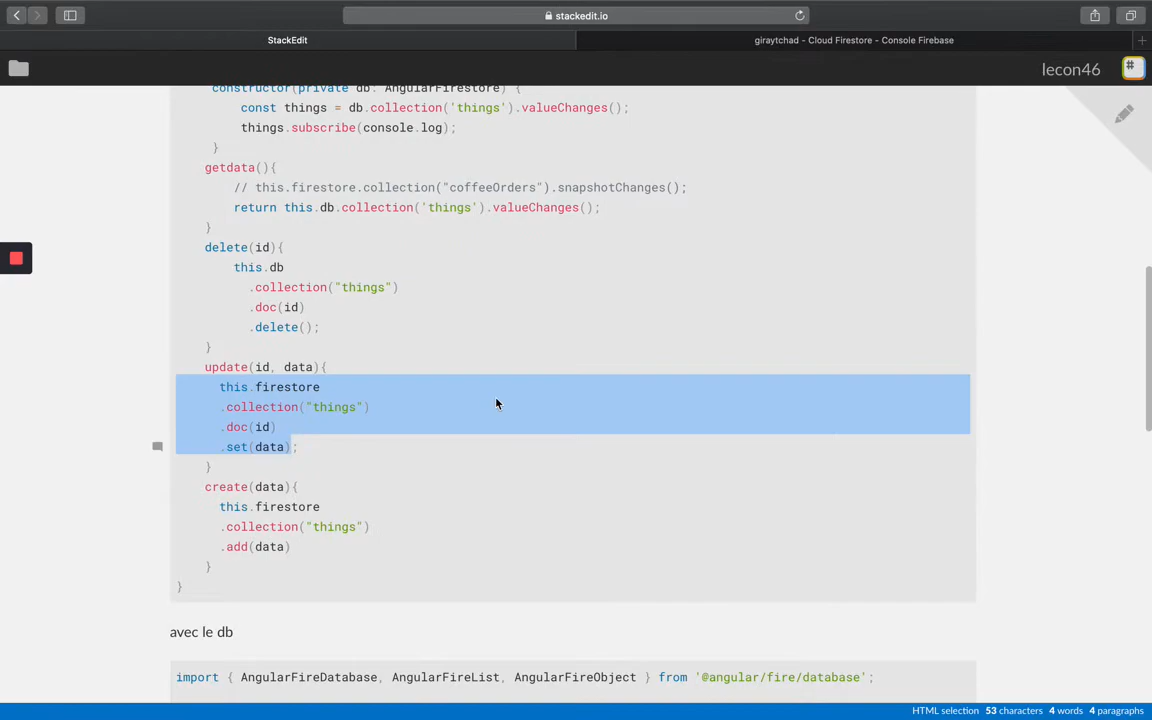 stackedit.io
StackEdit
giraytchad - Cloud Firestore - Console Firebase
lecon46
constructor(private db: AngularFirestore) {
const things = db.collection('things').valueChanges();
things.subscribe(console.log);
}
getdata(){
// this.firestore.collection("coffeeOrders").snapshotChanges();
return this.db.collection('things').valueChanges();
}
delete(id){
this.db
.collection("things")
.doc(id)
.delete();
}
update(id, data){
this.firestore
.collection("things")
.doc(id)
.set(data);
}
create(data){
this.firestore
.collection("things")
.add(data)
}
}
avec le db
import { AngularFireDatabase, AngularFireList, AngularFireObject } from '@angular/fire/database';
HTML selection 53 characters 4 words 4 paragraphs